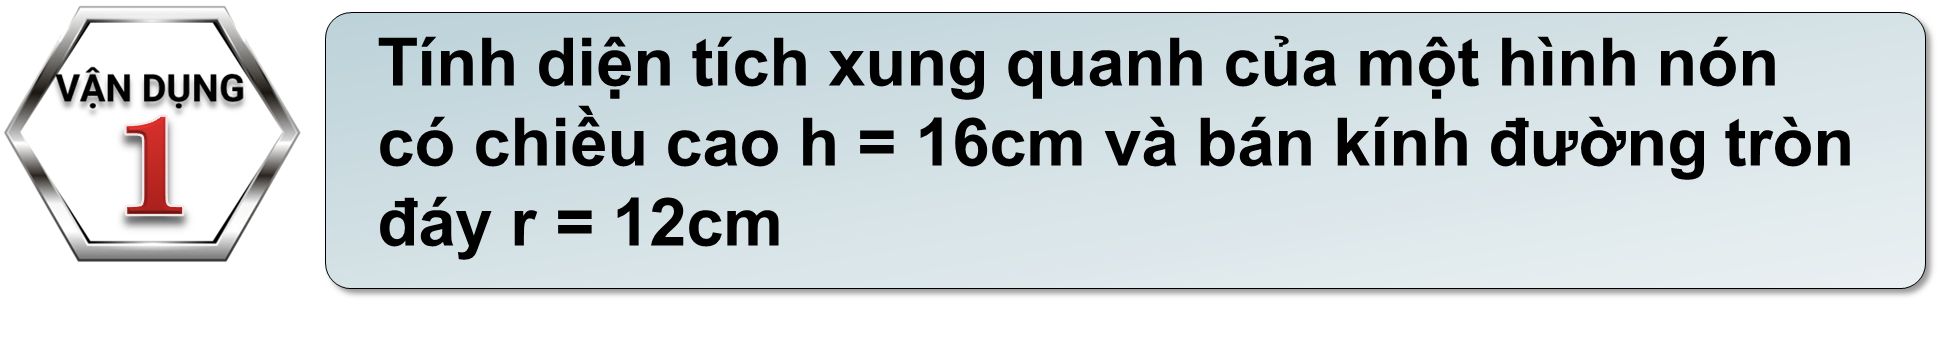 VẬN DỤNG
1
Tính diện tích xung quanh của một hình nón
có chiều cao h = 16cm và bán kính đường tròn
đáy r = 12cm